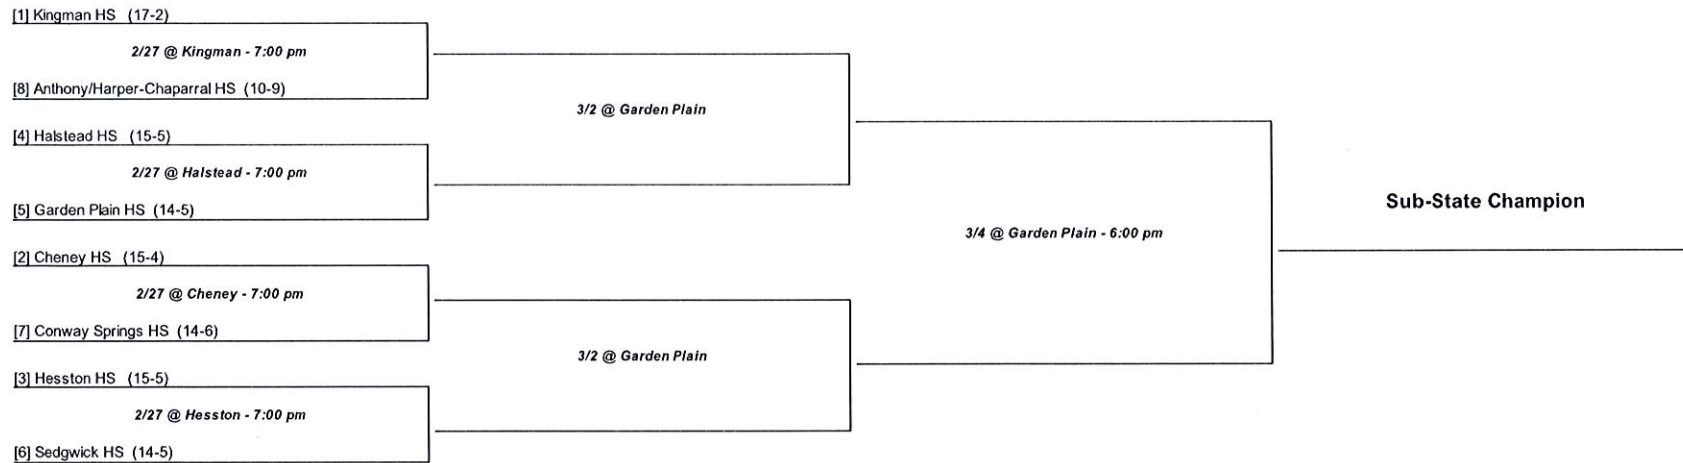 [1] Kingman HS (17-2)
2/27 @ Kingman - 7:00 pm
[8] Anthony/Harper-Chaparral HS (10-9)
3/2 @ Garden Plain
[4] Halstead HS (15-5)
2/27 @ Halstead - 7:00 pm
[5] Garden Plain HS (14-5)
Sub-State Champion
3/4 @ Garden Plain - 6:00 pm
[2] Cheney HS (15-4)
2/27 @ Cheney - 7:00 pm
[7] Conway Springs HS (14-6)
3/2 @ Garden Plain
[3] Hesston HS (15-5)
2/27 @ Hesston - 7:00 pm
[6] Sedgwick HS (14-5)